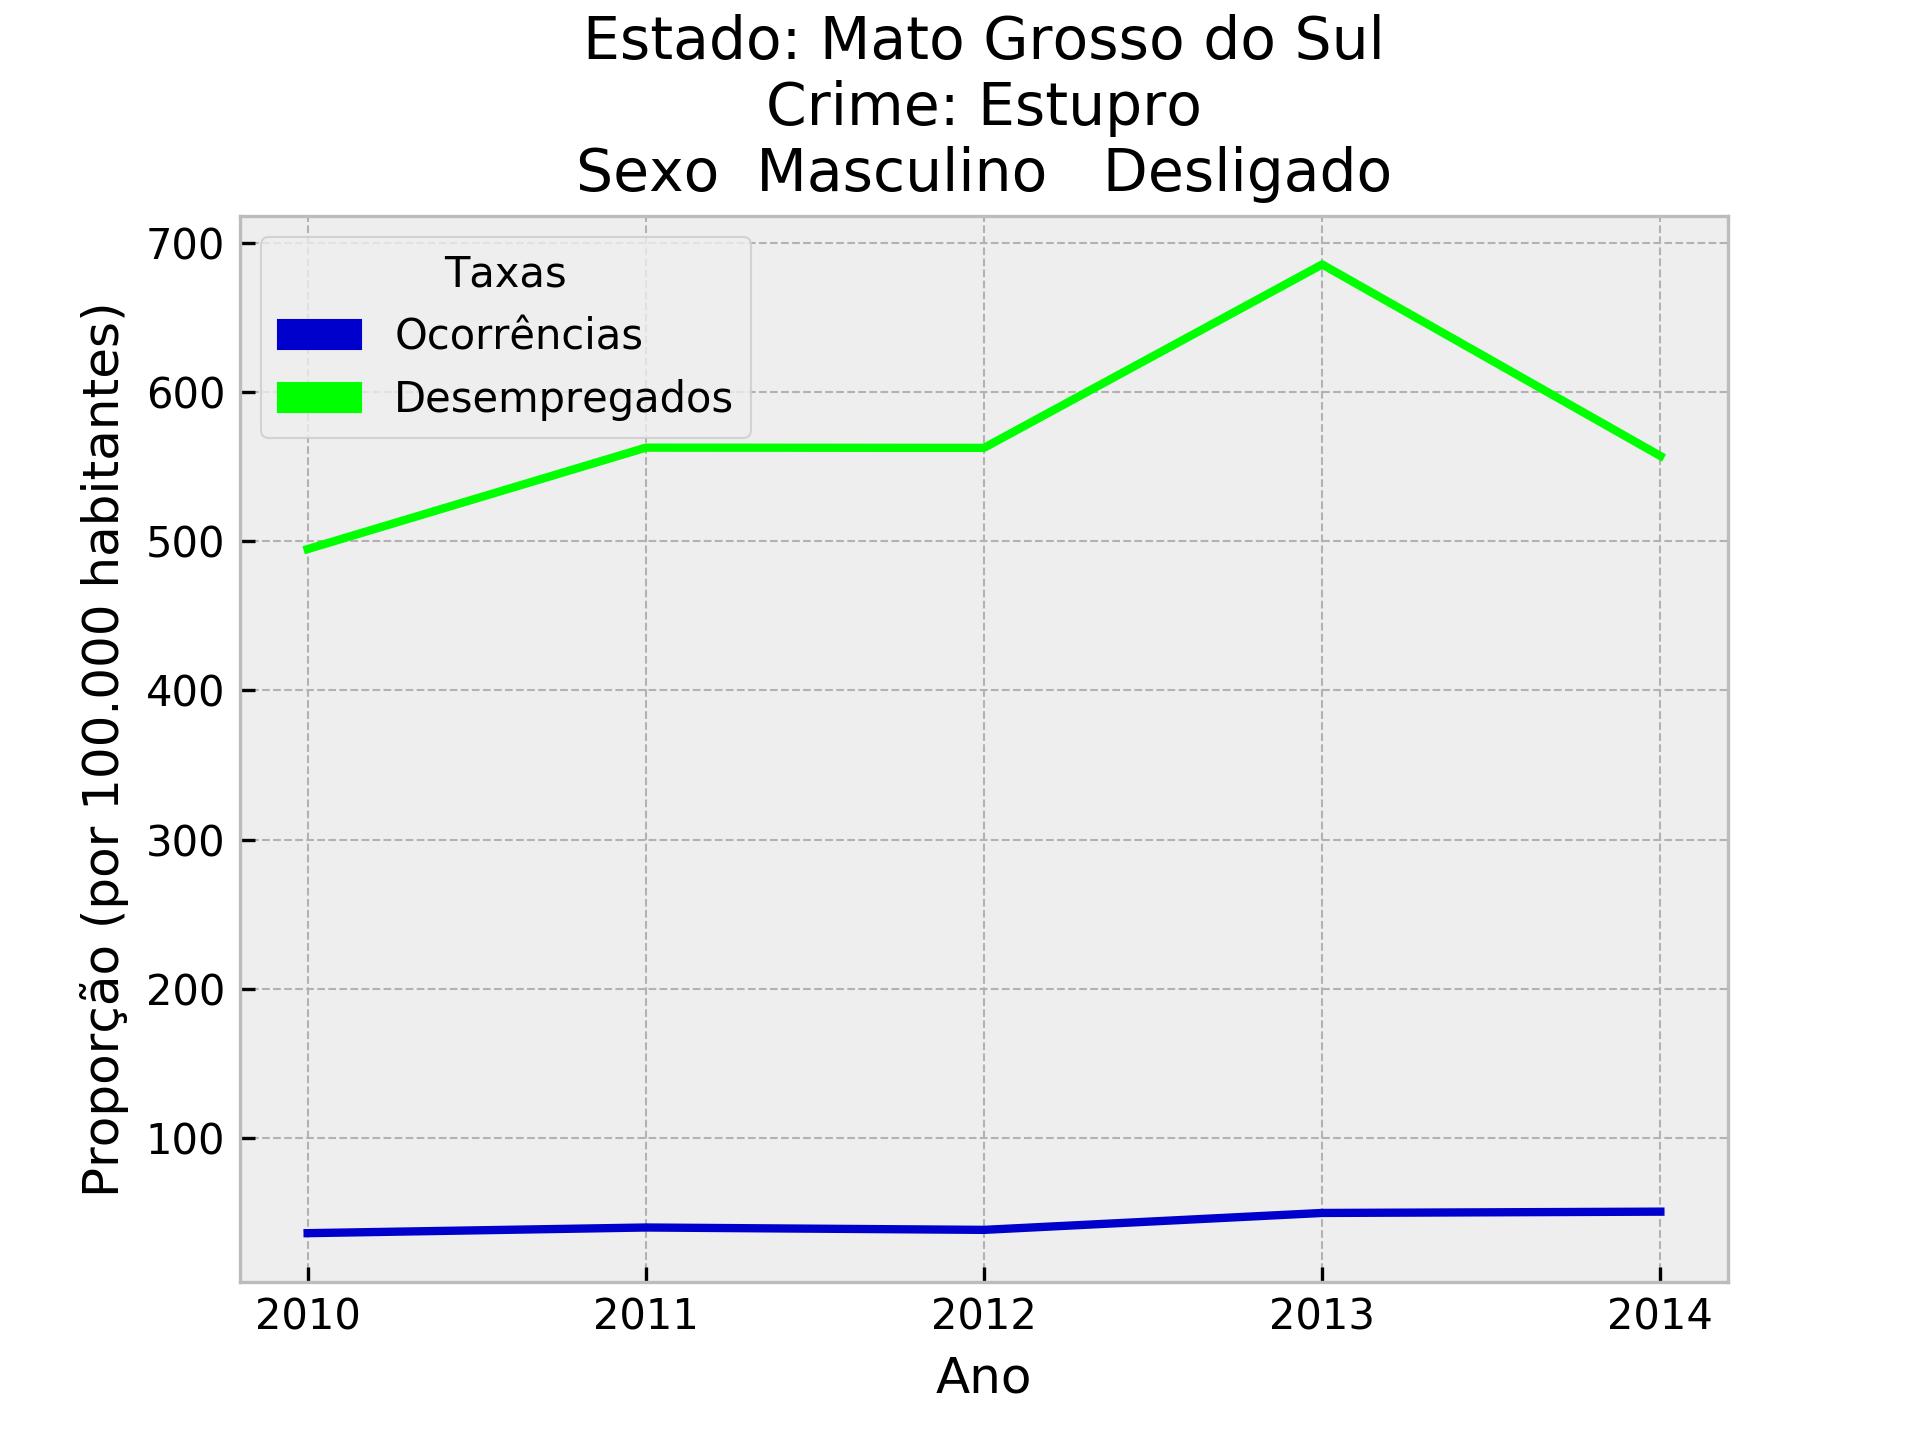 Estado: Mato Grosso do Sul
Crime: Estupro
Sexo  Masculino   Desligado
Proporção (por 100.000 habitantes)
700
600
500
400
300
200
100
Taxas
Ocorrências
Desempregados
2010 2011 2012 2013 2014
Ano